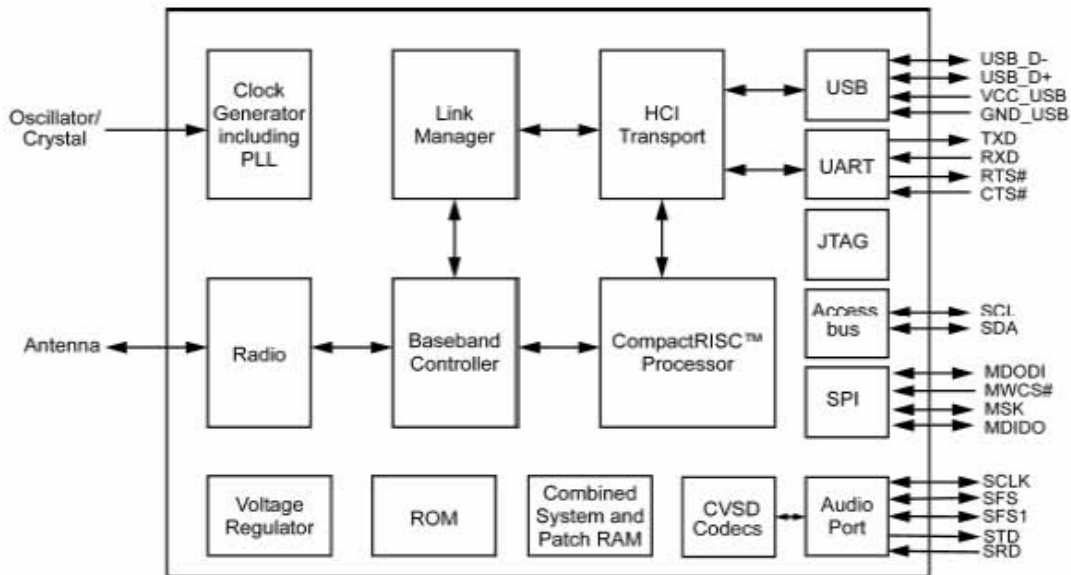 Oscillator/
Crystal
Clock
Generator
including
PLL
Link
Manager
HCI
Transport
USB
USB_D-
USB_D+
VCC_USB
GND_USB
UART
TXD
RXD
RTS#
CTS#
JTAG
Antenna
Radio
Baseband
Controller
CompactRISC™
Processor
Access
bus
SCL
SDA
SPI
MDODI
MWCS#
MSK
MDIDO
Voltage
Regulator
ROM
Combined
System and
Patch RAM
CVSD
Codecs
Audio
Port
SCLK
SFS
SFS1
STD
SRD